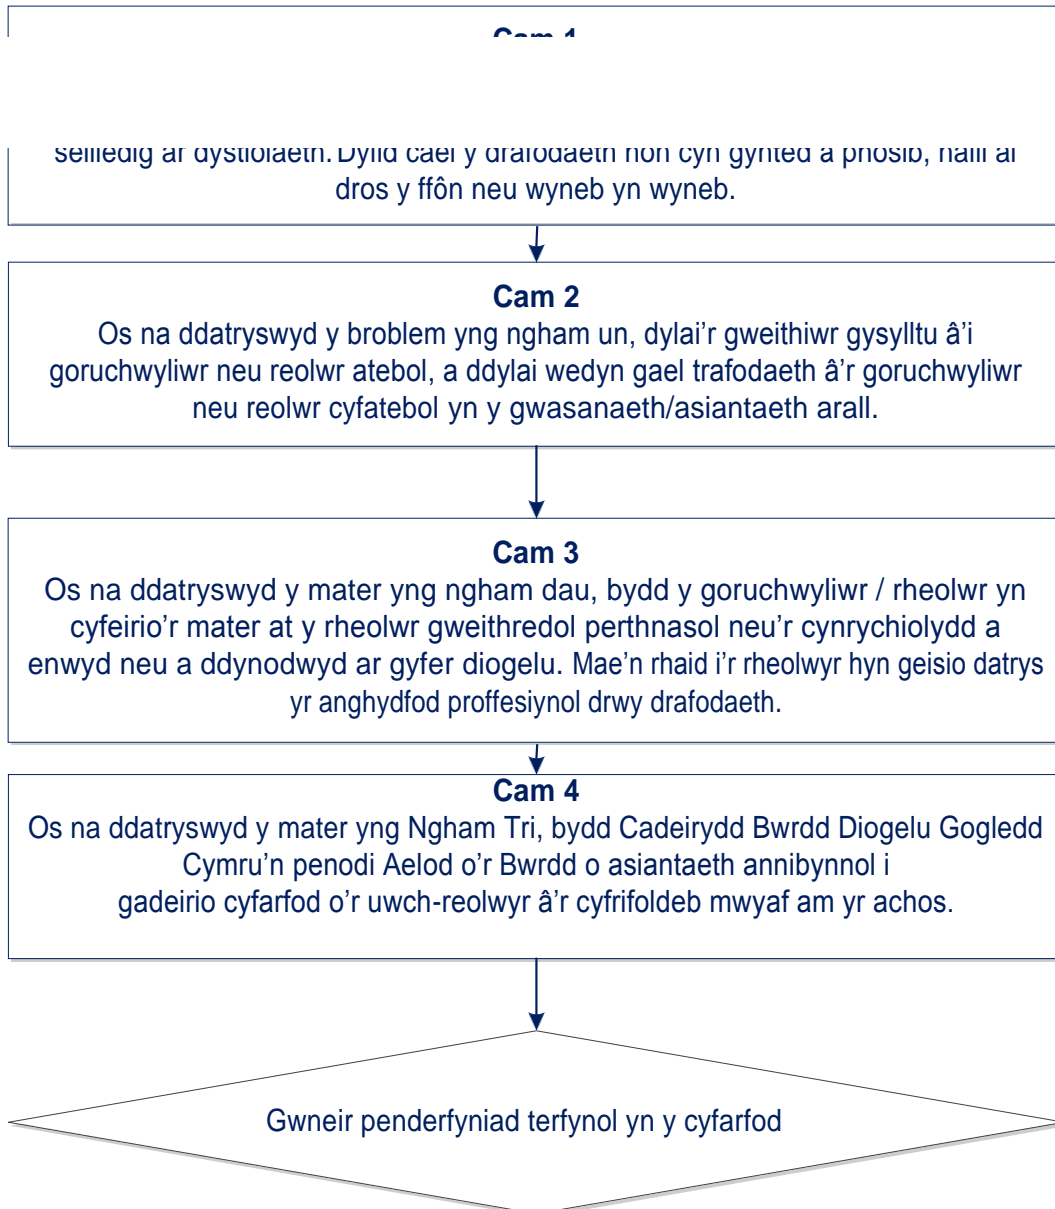 Cam 1
seiliedig ar dystiolaeth. Dylid cael y drafodaeth hon cyn gynted â phosib, naill ai
dros y ffôn neu wyneb yn wyneb.
Cam 2
Os na ddatryswyd y broblem yng ngham un, dylai’r gweithiwr gysylltu â’i
goruchwyliwr neu reolwr atebol, a ddylai wedyn gael trafodaeth â’r goruchwyliwr
neu reolwr cyfatebol yn y gwasanaeth/asiantaeth arall.
Cam 3
Os na ddatryswyd y mater yng ngham dau, bydd y goruchwyliwr / rheolwr yn
cyfeirio’r mater at y rheolwr gweithredol perthnasol neu’r cynrychiolydd a
enwyd neu a ddynodwyd ar gyfer diogelu. Mae’n rhaid i’r rheolwyr hyn geisio datrys
yr anghydfod proffesiynol drwy drafodaeth.
Cam 4
Os na ddatryswyd y mater yng Ngham Tri, bydd Cadeirydd Bwrdd Diogelu Gogledd
Cymru’n penodi Aelod o’r Bwrdd o asiantaeth annibynnol i
gadeirio cyfarfod o’r uwch-reolwyr â’r cyfrifoldeb mwyaf am yr achos.
Gwneir penderfyniad terfynol yn y cyfarfod